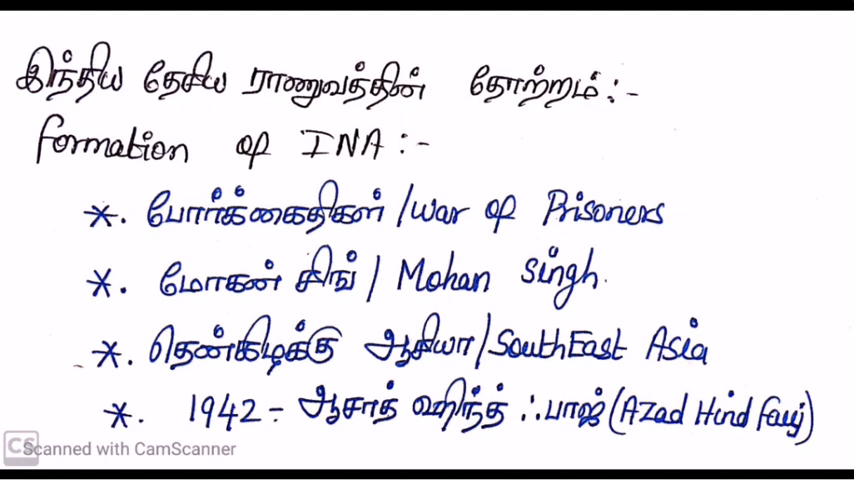 இந்திய தேசிய ராணுவத்தின் தோற்றம் :-
formation of INA :-
*. போர்க்கைதிகள் / war of Prisoners
*. மோகன் சிங் / Mohan Singh.
*. தென்கிழக்கு ஆசியா / SouthEast Asia
*. 1942 - ஆசாத் ஹிந்த் ஃபாஜ் (Azad Hind Fauj)
CS Scanned with CamScanner